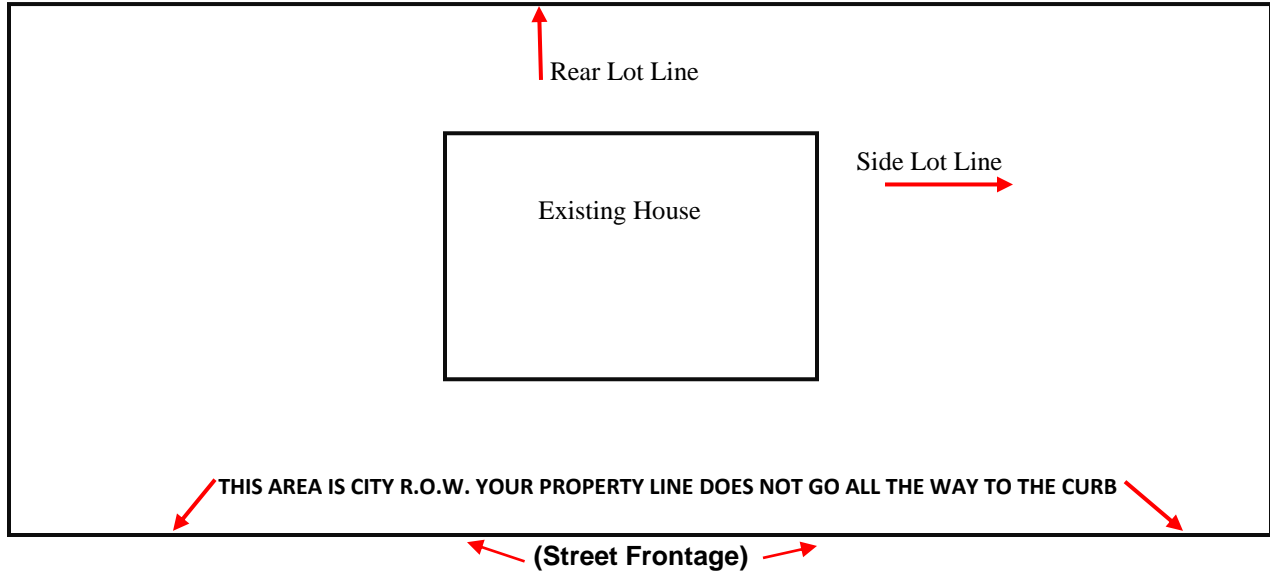 Rear Lot Line
Side Lot Line
Existing House
THIS AREA IS CITY R.O.W. YOUR PROPERTY LINE DOES NOT GO ALL THE WAY TO THE CURB
(Street Frontage)